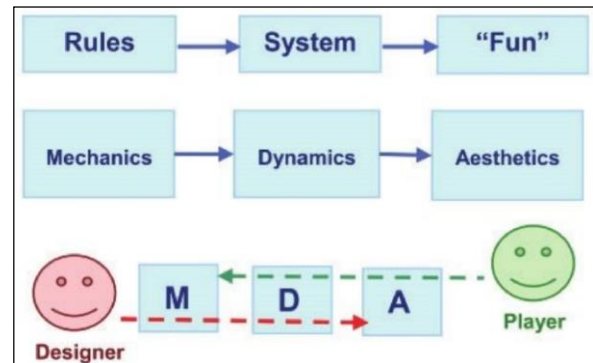 Rules
System
“Fun”
Mechanics
Dynamics
Aesthetics
M
D
A
Designer
Player